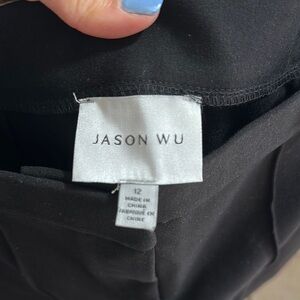 JASON WU
12
MADE IN
CHINA
FABRIQUÉ EN
CHINE